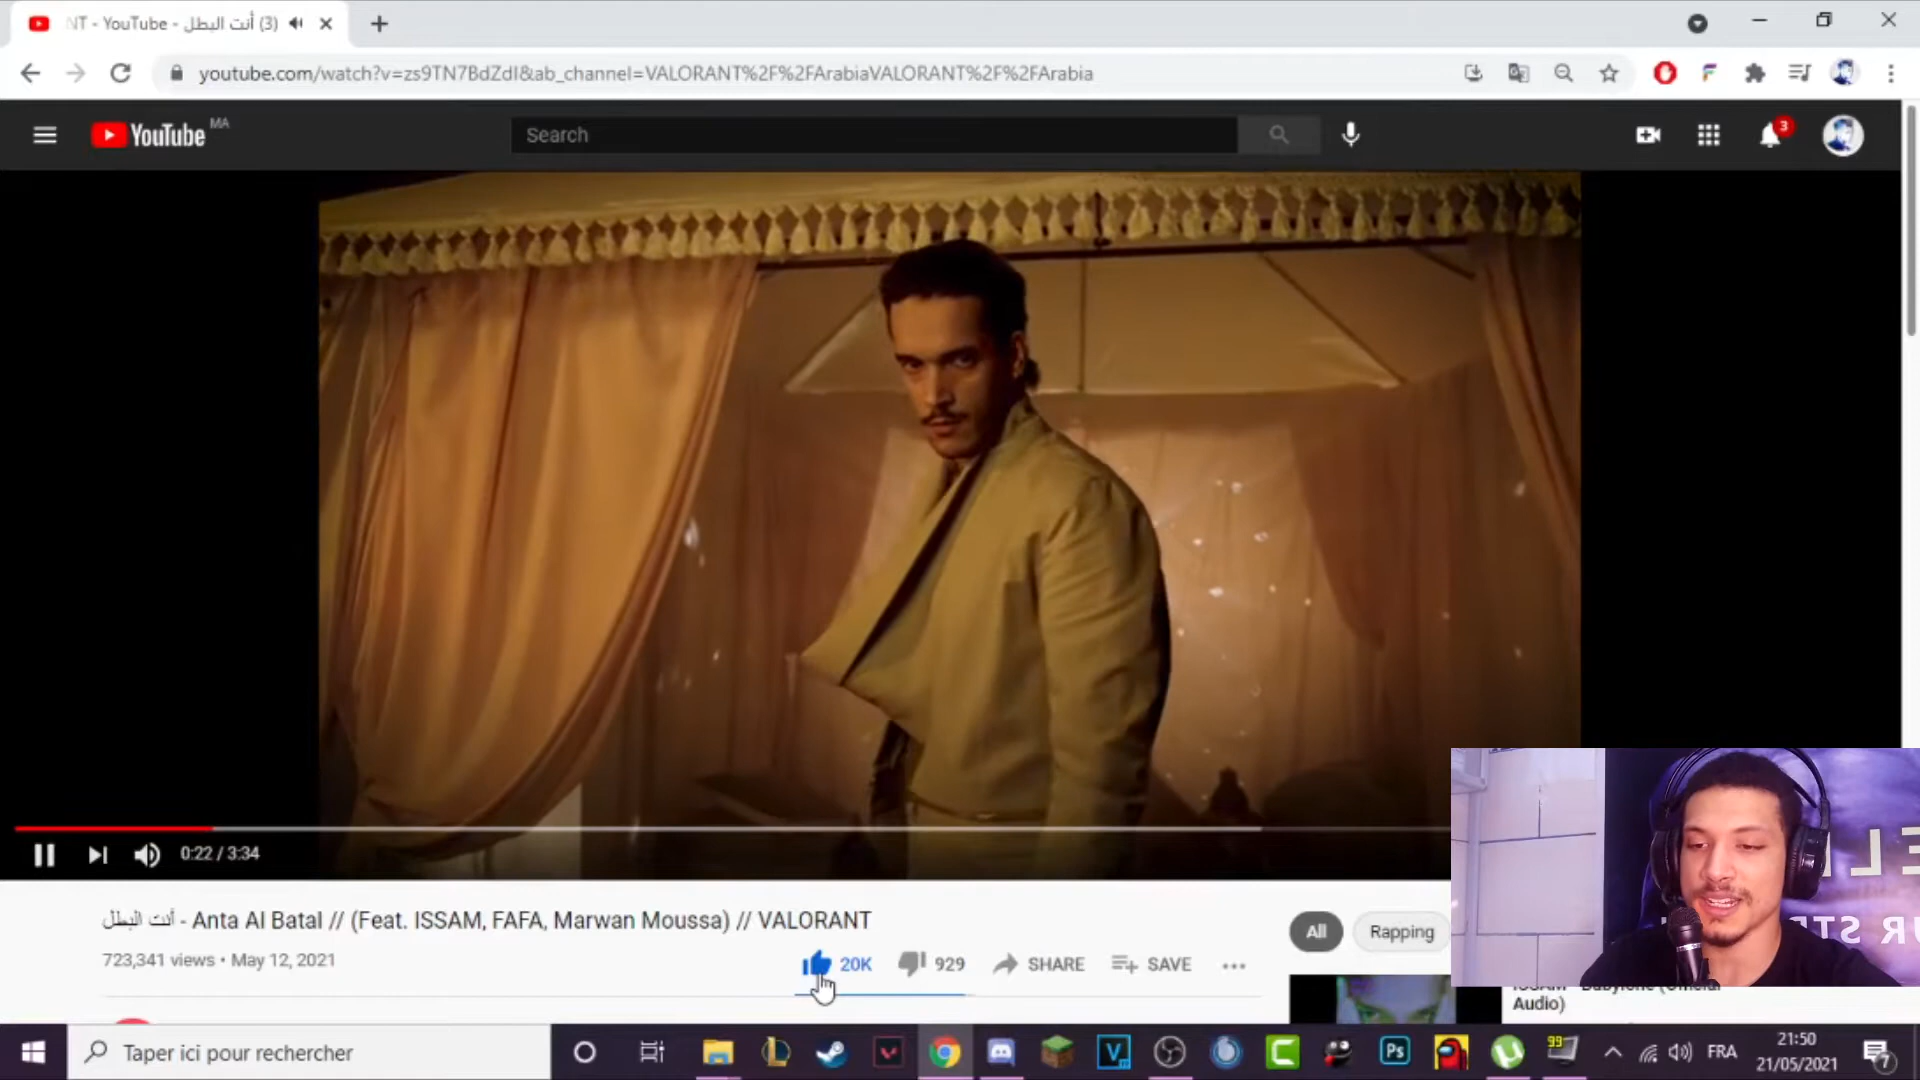 (3) أنت البطل - NT - YouTube
youtube.com/watch?v=zs9TN7BdZdI&ab_channel=VALORANT%2F%2FArabiaVALORANT%2F%2FArabia
YouTube MA
Search
3
0:22 / 3:34
أنت البطل - Anta Al Batal // (Feat. ISSAM, FAFA, Marwan Moussa) // VALORANT
723,341 views • May 12, 2021
20K
929
SHARE
SAVE
All
Rapping
Audio)
Taper ici pour rechercher
Ps
99
FRA
21:50
21/05/2021
7